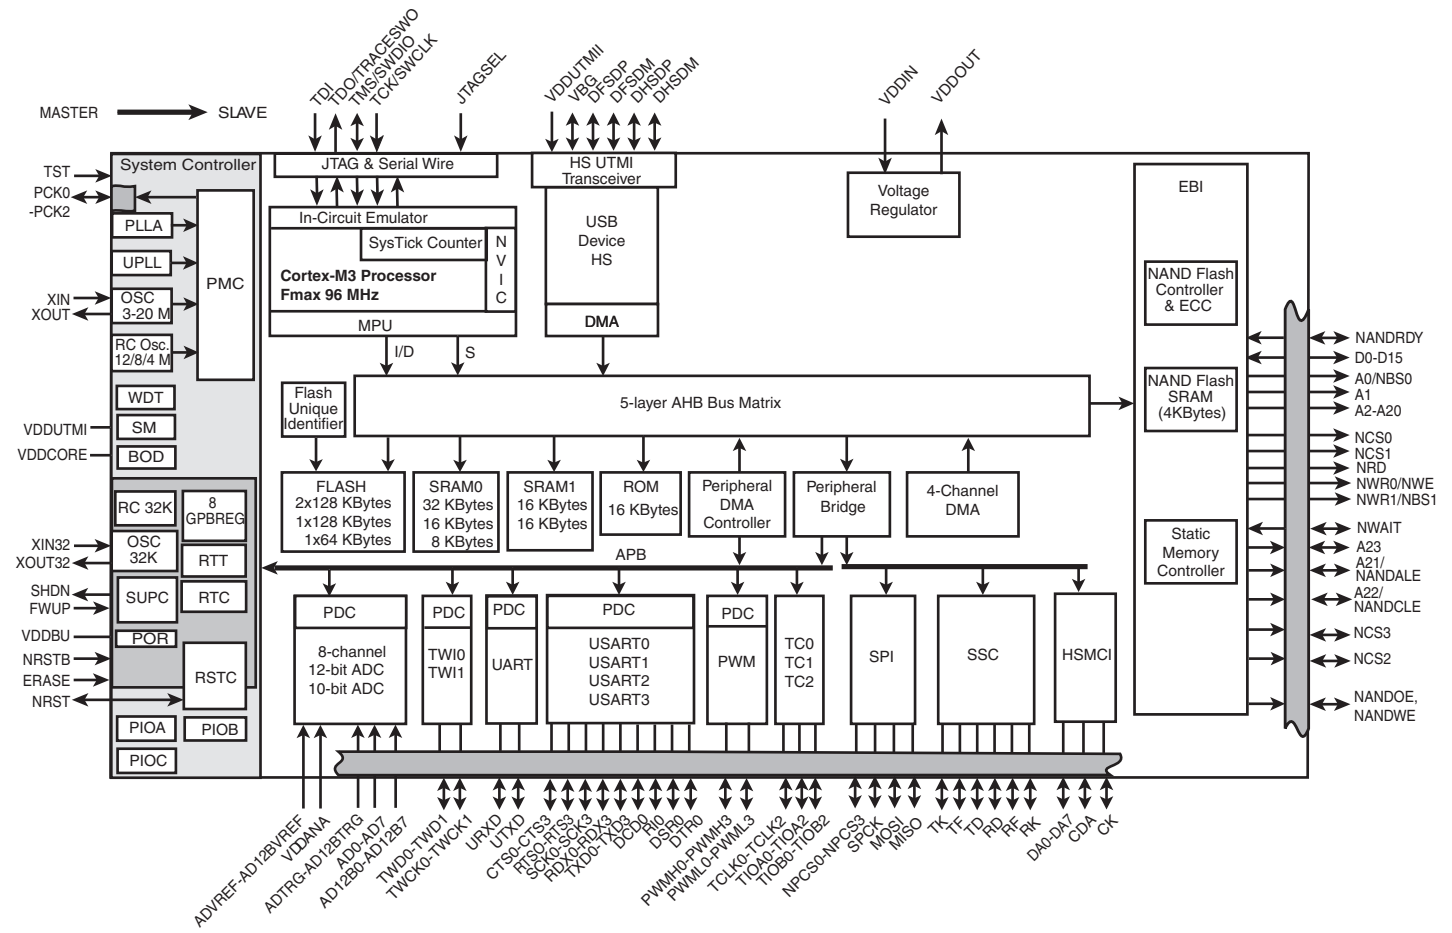 MASTER
SLAVE
TDI
TDO/TRACESWO
TMS/SWDIO
TCK/SWCLK
JTAGSEL
VDDUTMII
VBG
DFSDP
DFSDM
DHSDP
DHSDM
VDDIN
VDDOUT
System Controller
TST
PCK0
-PCK2
PLLA
UPLL
PMC
XIN
XOUT
OSC
3-20 M
RC Osc.
12/8/4 M
WDT
VDDUTMI
SM
VDDCORE
BOD
RC 32K
8
GPBREG
XIN32
XOUT32
OSC
32K
RTT
SHDN
FWUP
SUPC
RTC
VDDBU
POR
NRSTB
ERASE
NRST
RSTC
PIOA
PIOB
PIOC
JTAG & Serial Wire
In-Circuit Emulator
SysTick Counter
N
V
I
C
Cortex-M3 Processor
Fmax 96 MHz
MPU
I/D
S
HS UTMI
Transceiver
USB
Device
HS
DMA
Voltage
Regulator
EBI
NAND Flash
Controller
& ECC
NAND Flash
SRAM
(4KBytes)
Static
Memory
Controller
NANDRDY
D0-D15
A0/NBS0
A1
A2-A20
NCS0
NCS1
NRD
NWR0/NWE
NWR1/NBS1
NWAIT
A23
A21/
NANDALE
A22/
NANDCLE
NCS3
NCS2
NANDOE,
NANDWE
Flash
Unique
Identifier
5-layer AHB Bus Matrix
FLASH
2x128 KBytes
1x128 KBytes
1x64 KBytes
SRAM0
32 KBytes
16 KBytes
8 KBytes
SRAM1
16 KBytes
16 KBytes
ROM
16 KBytes
Peripheral
DMA
Controller
Peripheral
Bridge
4-Channel
DMA
APB
PDC
8-channel
12-bit ADC
10-bit ADC
PDC
TWI0
TWI1
PDC
UART
PDC
USART0
USART1
USART2
USART3
PDC
PWM
TC0
TC1
TC2
SPI
SSC
HSMCI
ADVREF-AD12BVREF
VDDANA
ADTRG-AD12BTRG
AD0-AD7
AD12B0-AD12B7
TWD0-TWD1
TWCK0-TWCK1
URXD
UTXD
CTS0-CTS3
RTS0-RTS3
SCK0-SCK3
RDX0-RDX3
TXD0-TXD3
DCD0
RI0
DSR0
DTR0
PWMH0-PWMH3
PWML0-PWML3
TCLK0-TCLK2
TIOA0-TIOA2
TIOB0-TIOB2
NPCS0-NPCS3
SPCK
MOSI
MISO
TK
TF
TD
RD
RF
RK
DA0-DA7
CDA
CK